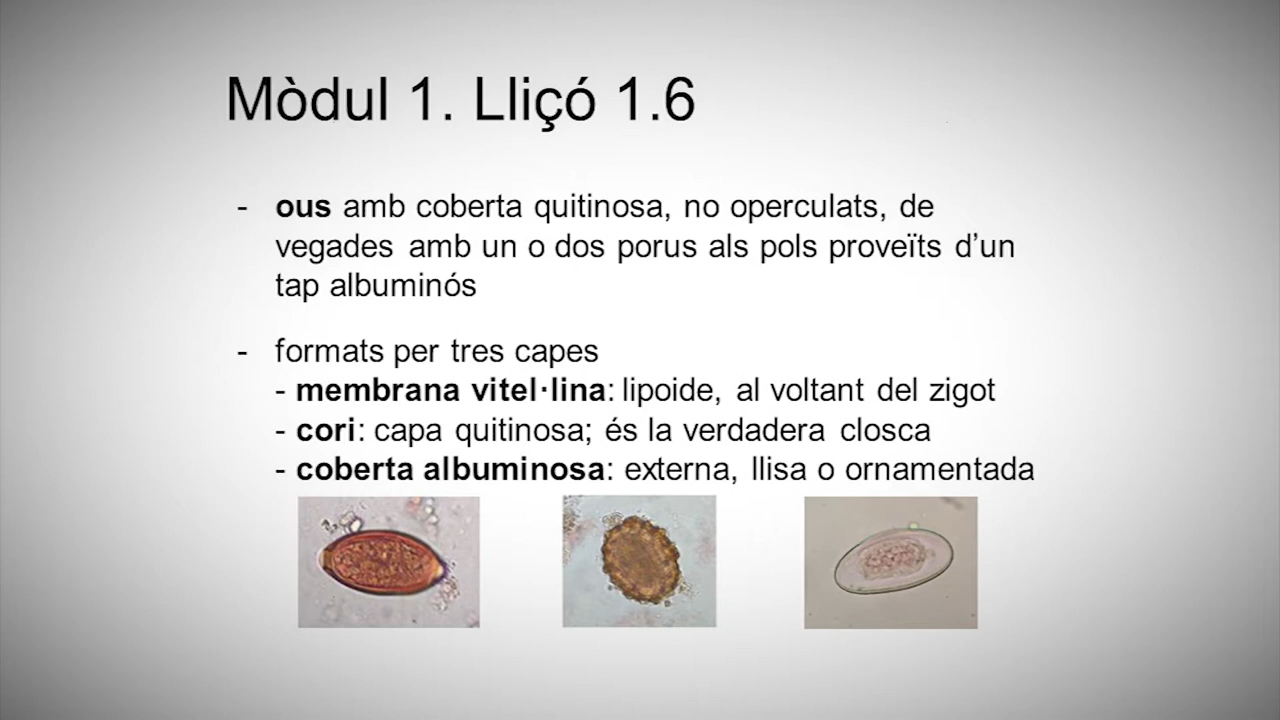 Mòdul 1. Lliçó 1.6
- ous amb coberta quitinosa, no operculats, de
vegades amb un o dos porus als pols proveïts d’un
tap albuminós
- formats per tres capes
- membrana vitel·lina: lipoide, al voltant del zigot
- cori: capa quitinosa; és la verdadera closca
- coberta albuminosa: externa, llisa o ornamentada